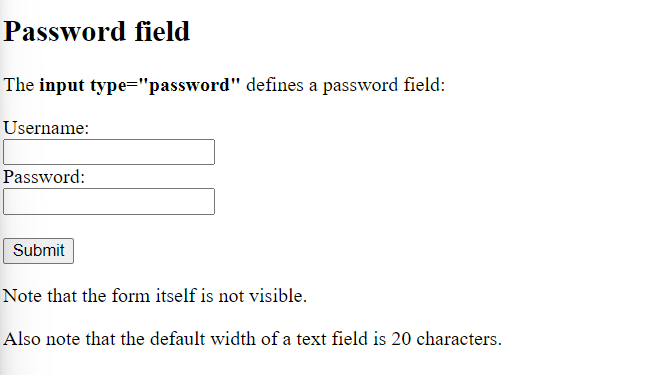 Password field
The input type="password" defines a password field:
Username:
Password:
Submit
Note that the form itself is not visible.
Also note that the default width of a text field is 20 characters.